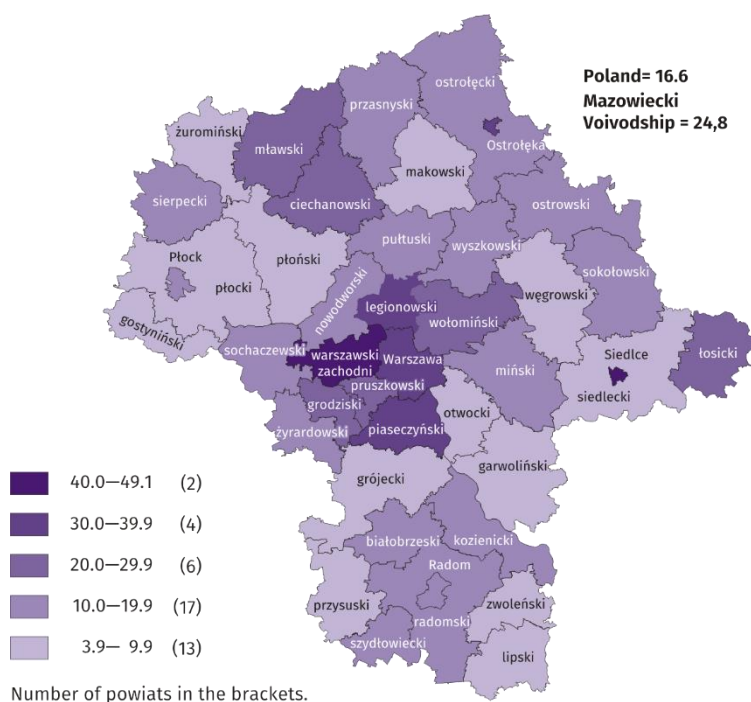 ostrołęcki
Poland= 16.6
Mazowiecki
Voivodship = 24,8
przasnyski
żuromiński
Ostrołęka
mławski
makowski
sierpecki
ciechanowski
ostrowski
pułtuski
wyszkowski
Płock
płoński
sokołowski
płocki
nowodworski
węgrowski
legionowski
gostyniński
wołomiński
sochaczewski
warszawski
zachodni
Warszawa
Siedlce
łosicki
miński
pruszkowski
siedlecki
grodziski
otwocki
żyrardowski
piaseczyński
garwoliński
grójecki
40.0—49.1 (2)
30.0—39.9 (4)
białobrzeski
kozienicki
20.0—29.9 (6)
Radom
10.0—19.9 (17)
przysuski
zwoleński
radomski
3.9— 9.9 (13)
szydłowiecki
lipski
Number of powiats in the brackets.